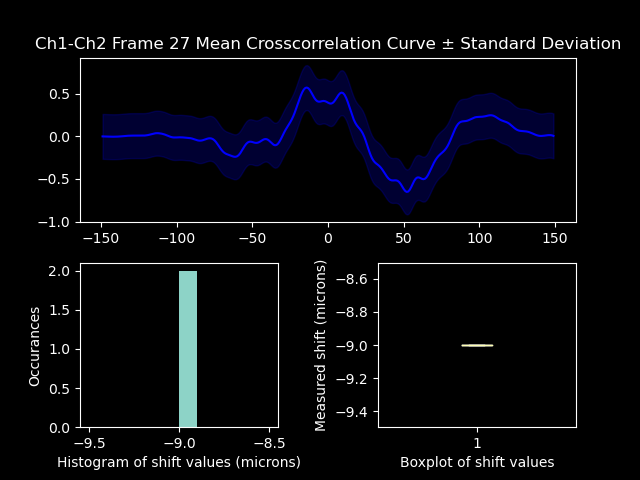 Ch1-Ch2 Frame 27 Mean Crosscorrelation Curve ± Standard Deviation
0.5
0.0
−0.5
−1.0
−150 −100 −50 0 50 100 150
Occurances
2.0
1.5
1.0
0.5
0.0
−9.5 −9.0 −8.5
Histogram of shift values (microns)
Measured shift (microns)
−8.6
−8.8
−9.0
−9.2
−9.4
1
Boxplot of shift values